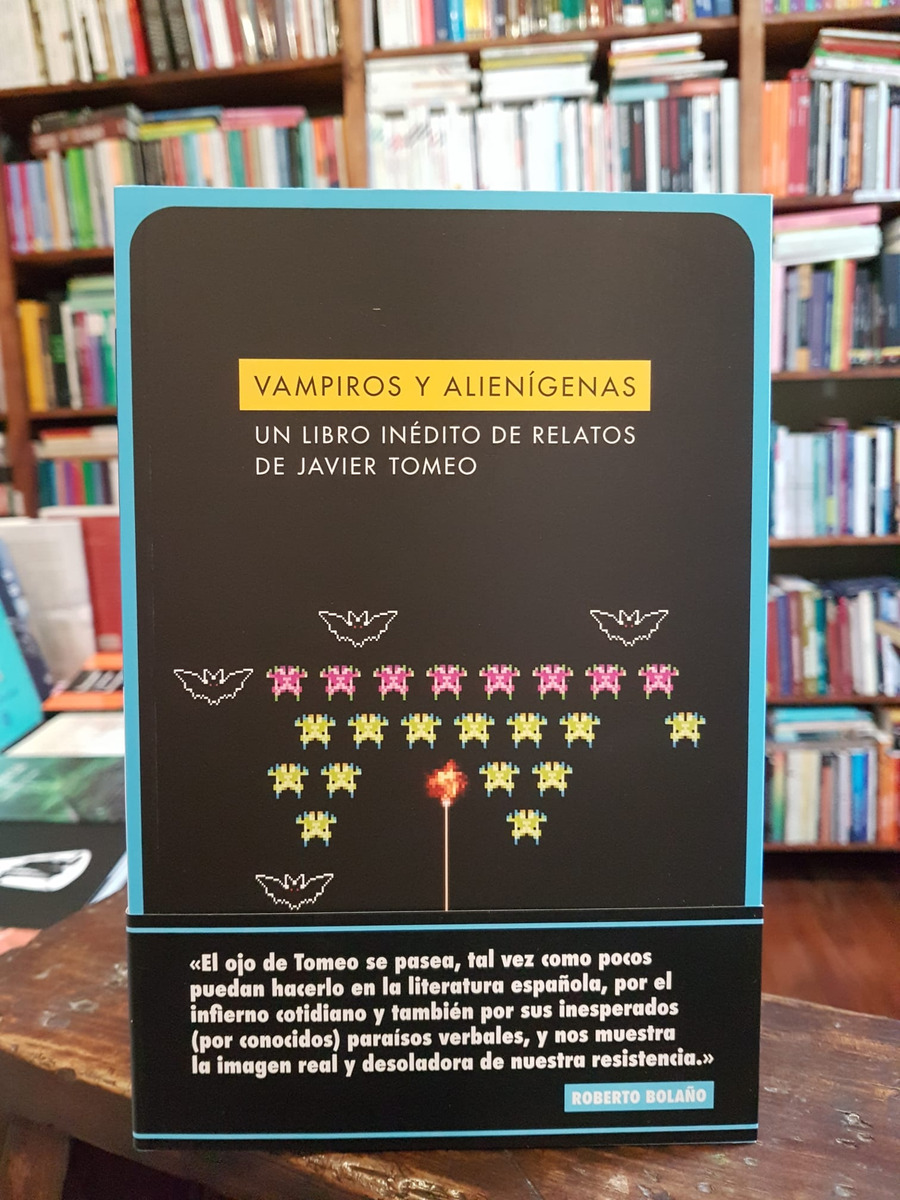 VAMPIROS Y ALIENÍGENAS
UN LIBRO INÉDITO DE RELATOS
DE JAVIER TOMEO
«El ojo de Tomeo se pasea, tal vez como pocos
puedan hacerlo en la literatura española, por el
infierno cotidiano y también por sus inesperados
(por conocidos) paraísos verbales, y nos muestra
la imagen real y desoladora de nuestra resistencia.»
ROBERTO BOLAÑO